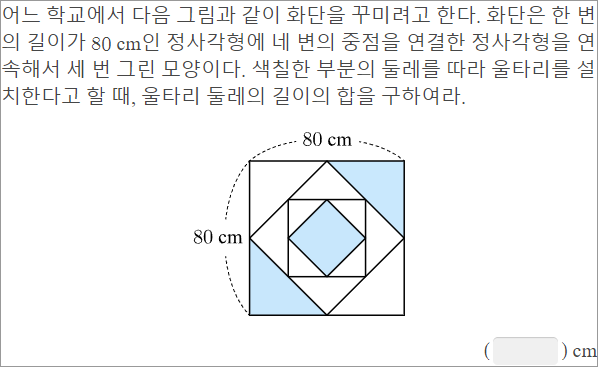 어느 학교에서 다음 그림과 같이 화단을 꾸미려고 한다. 화단은 한 변
의 길이가 80 cm인 정사각형에 네 변의 중점을 연결한 정사각형을 연
속해서 세 번 그린 모양이다. 색칠한 부분의 둘레를 따라 울타리를 설
치한다고 할 때, 울타리 둘레의 길이의 합을 구하여라.
80 cm
80 cm
( ) cm